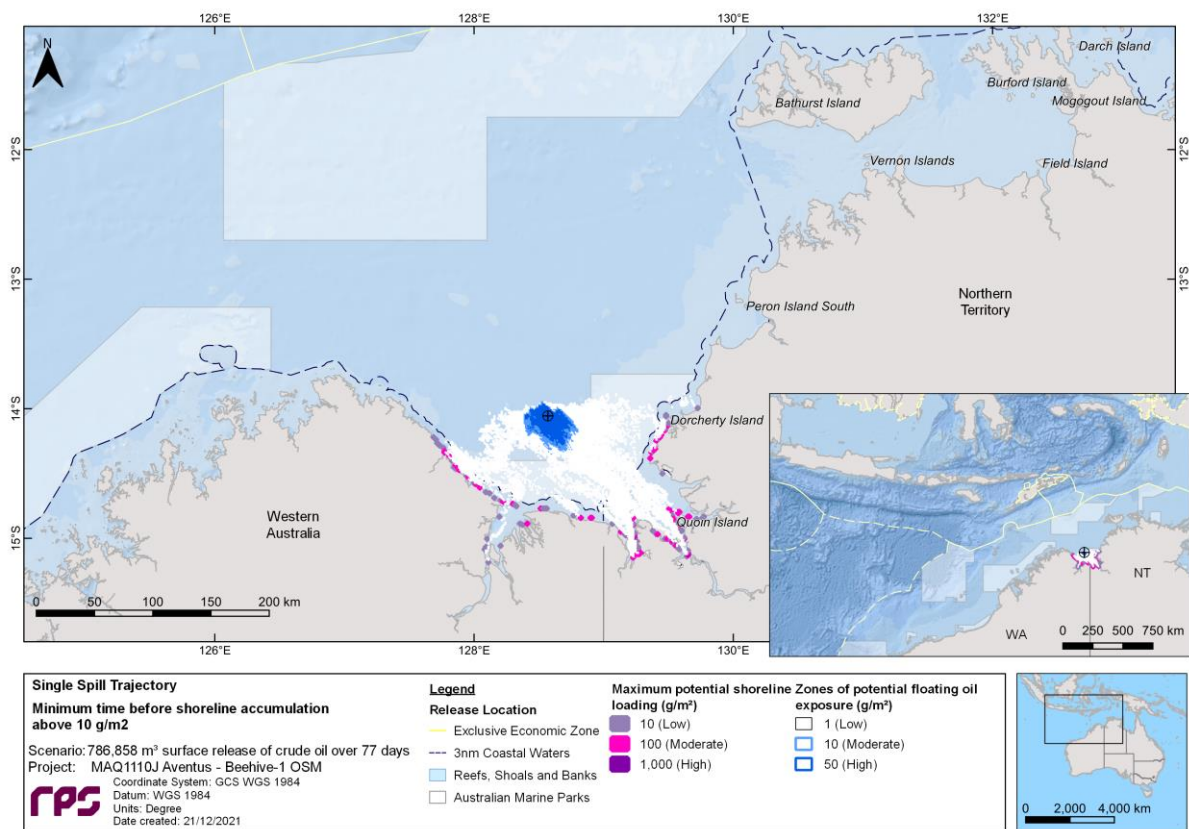 126°E
128°E
130°E
132°E
N
Darch Island
Burford Island
Bathurst Island
Mogogout Island
12°S
12°S
Vernon Islands
Field Island
13°S
13°S
Northern
Territory
Peron Island South
14°S
Dorcherty Island
Western
Australia
Quoin Island
15°S
0 50 100 150 200 km
126°E
128°E
130°E
NT
WA
0 250 500 750 km
Single Spill Trajectory
Minimum time before shoreline accumulation
above 10 g/m2
Scenario: 786,858 m³ surface release of crude oil over 77 days
Project: MAQ1110J Aventus - Beehive-1 OSM
rps
Coordinate System: GCS WGS 1984
Datum: WGS 1984
Units: Degree
Date created: 21/12/2021
Legend
Release Location
Exclusive Economic Zone
3nm Coastal Waters
Reefs, Shoals and Banks
Australian Marine Parks
Maximum potential shoreline
loading (g/m²)
10 (Low)
100 (Moderate)
1,000 (High)
Zones of potential floating oil
exposure (g/m²)
1 (Low)
10 (Moderate)
50 (High)
0 2,000 4,000 km